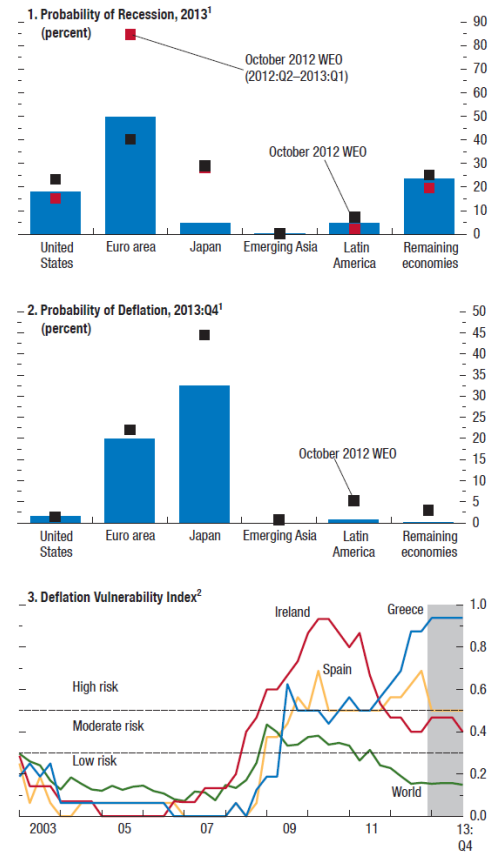 1. Probability of Recession, 2013¹
(percent)
90
80
70
60
50
40
30
20
10
0
October 2012 WEO
(2012:Q2–2013:Q1)
October 2012 WEO
United States
Euro area
Japan
Emerging Asia
Latin America
Remaining economies
2. Probability of Deflation, 2013:Q4¹
(percent)
50
45
40
35
30
25
20
15
10
5
0
October 2012 WEO
United States
Euro area
Japan
Emerging Asia
Latin America
Remaining economies
3. Deflation Vulnerability Index²
1.0
0.8
0.6
0.4
0.2
0.0
Ireland
Greece
Spain
High risk
Moderate risk
Low risk
World
2003
05
07
09
11
13:
Q4